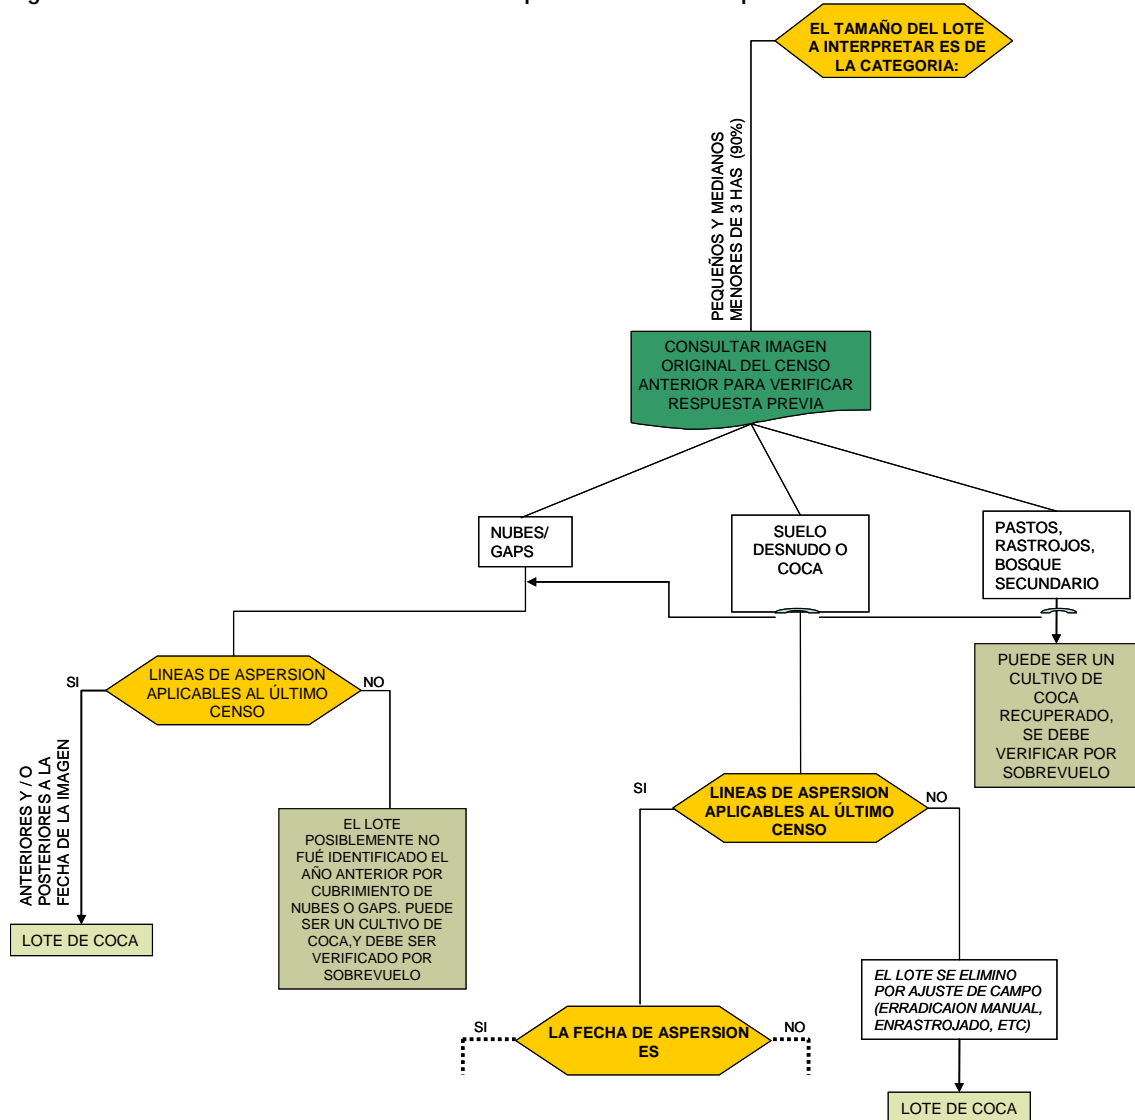 EL TAMAÑO DEL LOTE
A INTERPRETAR ES DE
LA CATEGORIA:
PEQUEÑOS Y MEDIANOS
MENORES DE 3 HAS (90%)
CONSULTAR IMAGEN
ORIGINAL DEL CENSO
ANTERIOR PARA VERIFICAR
RESPUESTA PREVIA
NUBES/
GAPS
SUELO
DESNUDO O
COCA
PASTOS,
RASTROJOS,
BOSQUE
SECUNDARIO
SI
LINEAS DE ASPERSION
APLICABLES AL ÚLTIMO
CENSO
NO
PUEDE SER UN
CULTIVO DE
COCA
RECUPERADO,
SE DEBE
VERIFICAR POR
SOBREVUELO
ANTERIORES Y / O
POSTERIORES A LA
FECHA DE LA IMAGEN
LOTE DE COCA
EL LOTE
POSIBLEMENTE NO
FUÉ IDENTIFICADO EL
AÑO ANTERIOR POR
CUBRIMIENTO DE
NUBES O GAPS. PUEDE
SER UN CULTIVO DE
COCA,Y DEBE SER
VERIFICADO POR
SOBREVUELO
SI
LINEAS DE ASPERSION
APLICABLES AL ÚLTIMO
CENSO
NO
EL LOTE SE ELIMINO
POR AJUSTE DE CAMPO
(ERRADICAION MANUAL,
ENRASTROJADO, ETC)
SI
LA FECHA DE ASPERSION
ES
NO
LOTE DE COCA